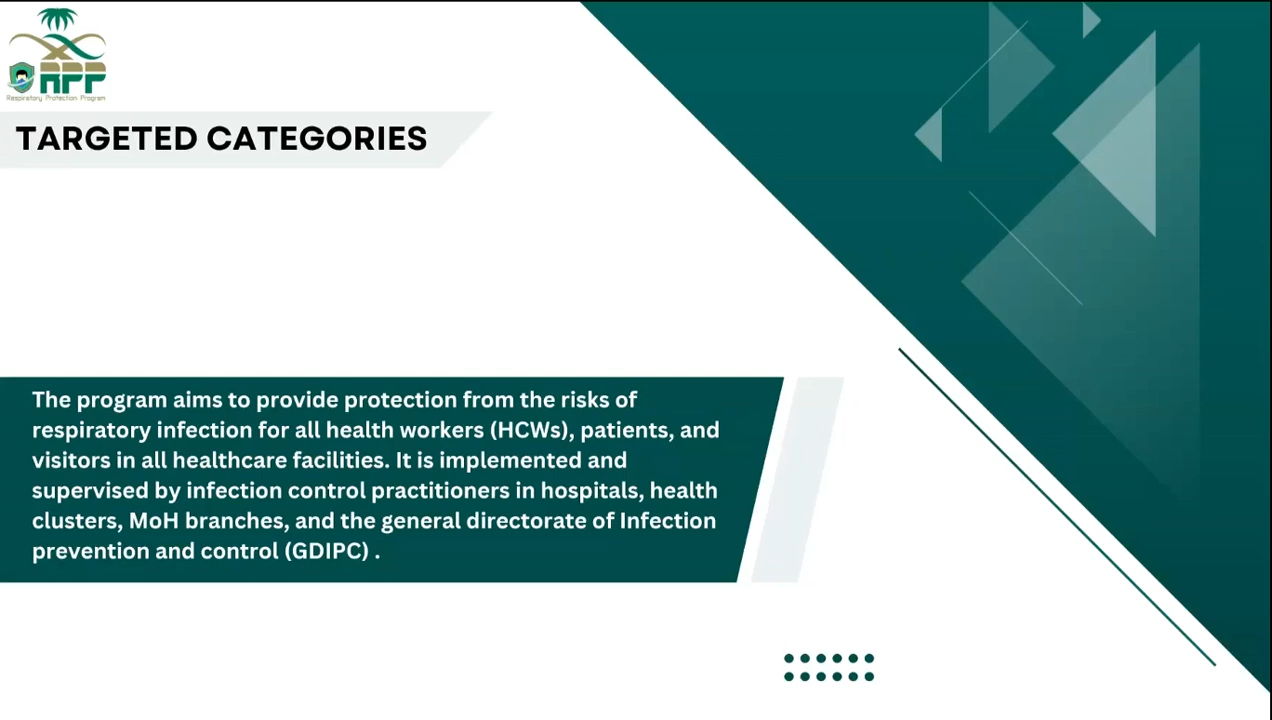 RPP
Respiratory Protection Program
TARGETED CATEGORIES
The program aims to provide protection from the risks of
respiratory infection for all health workers (HCWs), patients, and
visitors in all healthcare facilities. It is implemented and
supervised by infection control practitioners in hospitals, health
clusters, MoH branches, and the general directorate of Infection
prevention and control (GDIPC) .